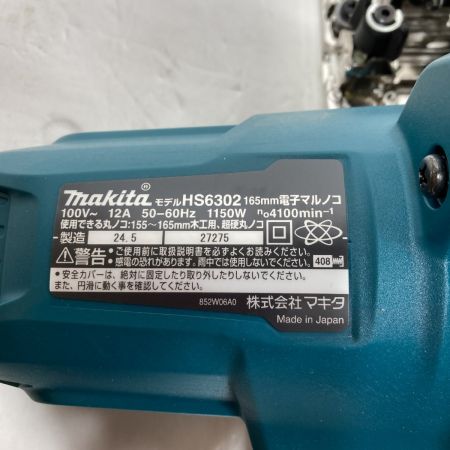 makita® モデル HS6302 165mm電子マルノコ
100V～ 12A 50-60Hz 1150W n₀4100min⁻¹
使用できる丸ノコ:155～165mm木工用、超硬丸ノコ
製造 24.5 27275
警告: ご使用前に取扱説明書を必ずよくお読みください。
感電の恐れがあります。雨中では使用しないでください。
408
・安全カバーは、絶対に固定したり取り外したりしないでください。
また、円滑に動く事を確認してください。
852W06A0 株式会社マキタ
Made in Japan